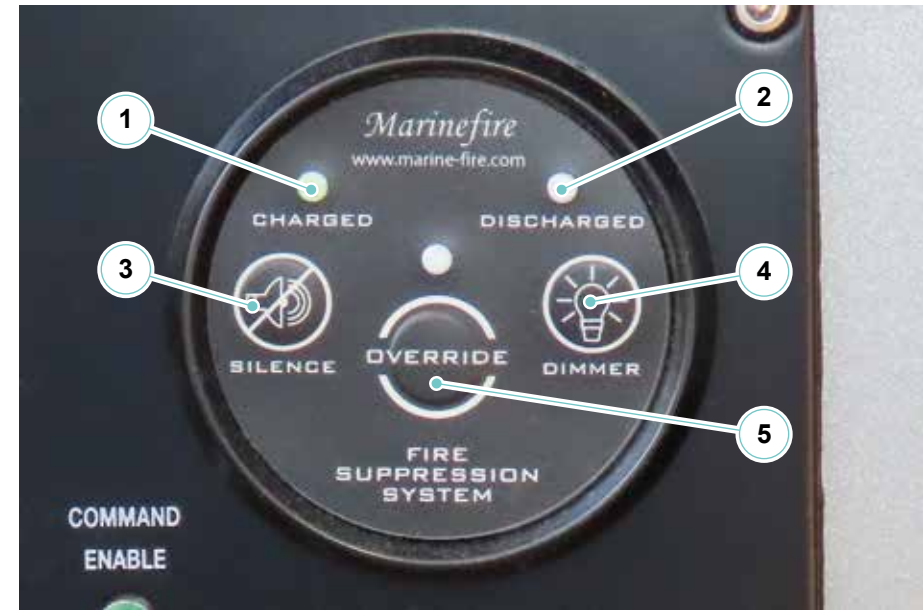 1
2
Marinefire
www.marine-fire.com
CHARGED
DISCHARGED
3
4
SILENCE
OVERRIDE
DIMMER
5
FIRE
SUPPRESSION
SYSTEM
COMMAND
ENABLE